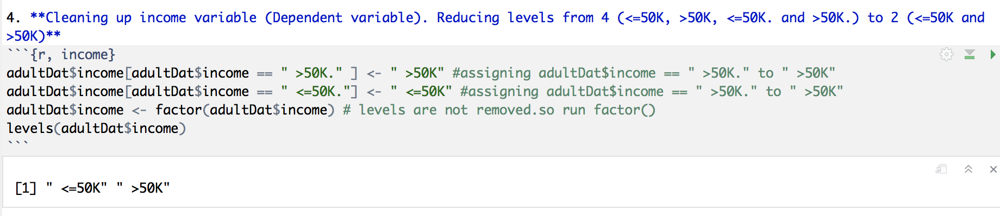 4. **Cleaning up income variable (Dependent variable). Reducing levels from 4 (<=50K, >50K, <=50K. and >50K.) to 2 (<=50K and
>50K)**
```{r, income}
adultDat$income[adultDat$income == " >50K." ] <- " >50K" #assigning adultDat$income == " >50K." to " >50K"
adultDat$income[adultDat$income == " <=50K."] <- " <=50K" #assigning adultDat$income == " >50K." to " >50K"
adultDat$income <- factor(adultDat$income) # levels are not removed.so run factor()
levels(adultDat$income)
```
[1] " <=50K" " >50K"